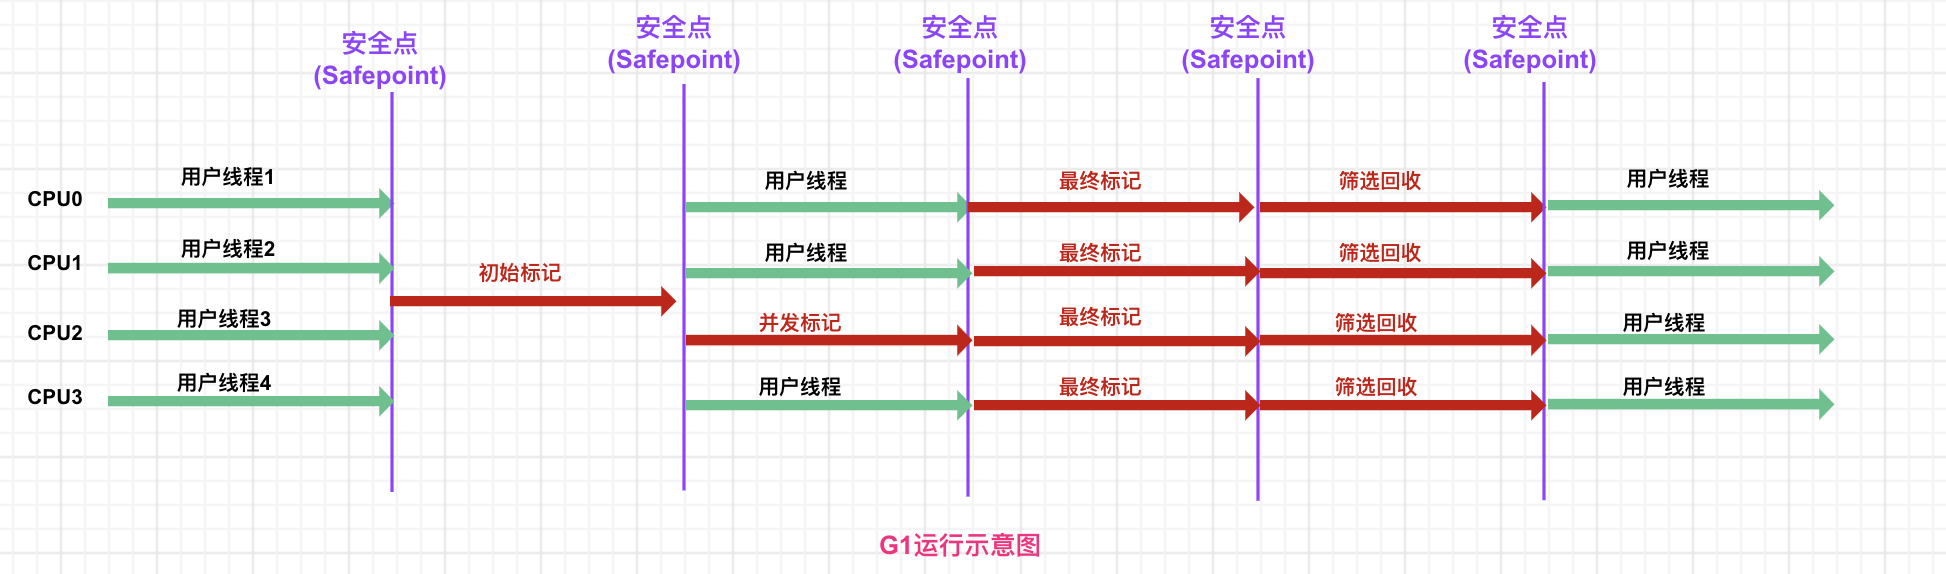 安全点
(Safepoint)
安全点
(Safepoint)
安全点
(Safepoint)
安全点
(Safepoint)
安全点
(Safepoint)
CPU0
用户线程1
用户线程
最终标记
筛选回收
用户线程
CPU1
用户线程2
用户线程
最终标记
筛选回收
用户线程
初始标记
CPU2
用户线程3
并发标记
最终标记
筛选回收
用户线程
CPU3
用户线程4
用户线程
最终标记
筛选回收
用户线程
G1运行示意图